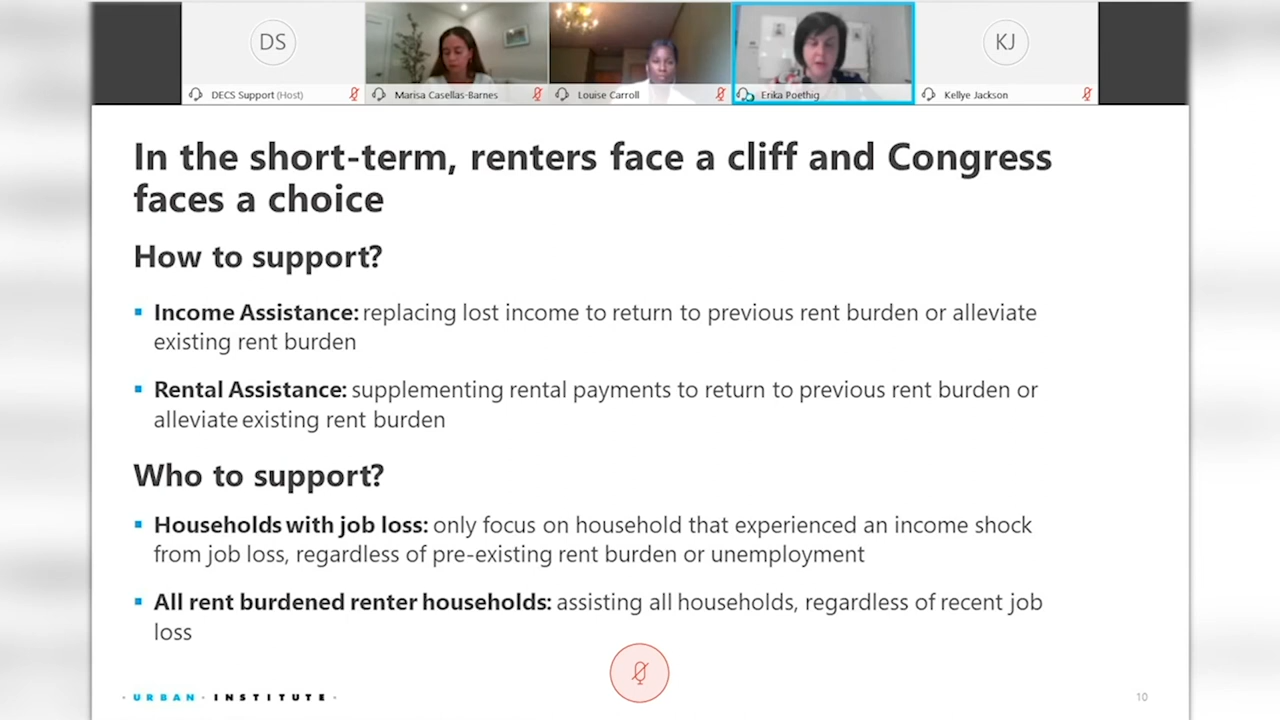 DS
KJ
DECS Support (Host)
Marisa Casellas-Barnes
Louise Carroll
Erika Poethig
Kellye Jackson
In the short-term, renters face a cliff and Congress
faces a choice
How to support?
Income Assistance: replacing lost income to return to previous rent burden or alleviate
existing rent burden
Rental Assistance: supplementing rental payments to return to previous rent burden or
alleviate existing rent burden
Who to support?
Households with job loss: only focus on household that experienced an income shock
from job loss, regardless of pre-existing rent burden or unemployment
All rent burdened renter households: assisting all households, regardless of recent job
loss
· URBAN · INSTITUTE ·
10